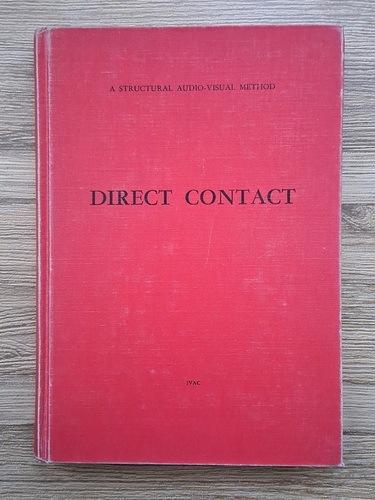 A STRUCTURAL AUDIO-VISUAL METHOD
DIRECT CONTACT
IVAC